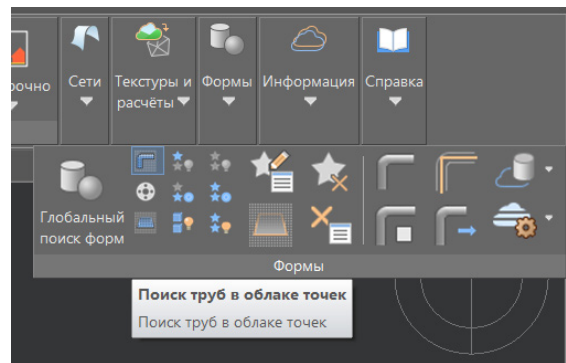 рочно
Сети
Текстуры и
расчёты
Формы
Информация
Справка
Глобальный
поиск форм
Формы
Поиск труб в облаке точек
Поиск труб в облаке точек